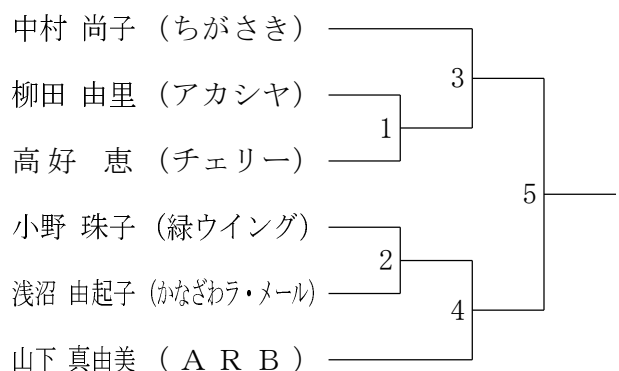 中村 尚子 (ちがさき)
3
柳田 由里 (アカシヤ)
1
高好 恵 (チェリー)
5
小野 珠子 (緑ウイング)
2
浅沼 由起子 (かなざわラ・メール)
4
山下 真由美 (ARB)